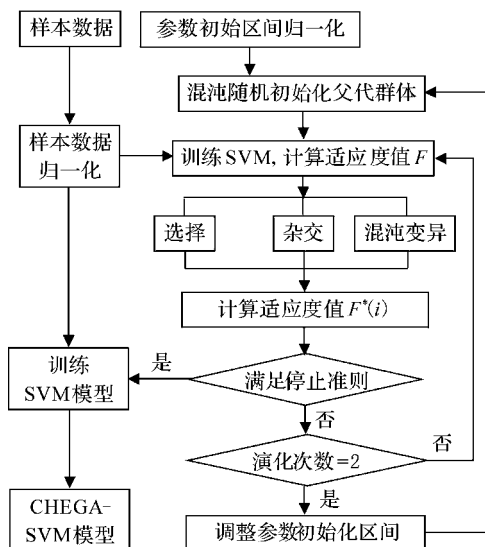 样本数据
参数初始区间归一化
混沌随机初始化父代群体
样本数据
归一化
训练SVM, 计算适应度值 F
选择
杂交
混沌变异
计算适应度值 F*(i)
训练
SVM模型
是
满足停止准则
否
演化次数=2
否
是
CHEGA-
SVM模型
调整参数初始化区间